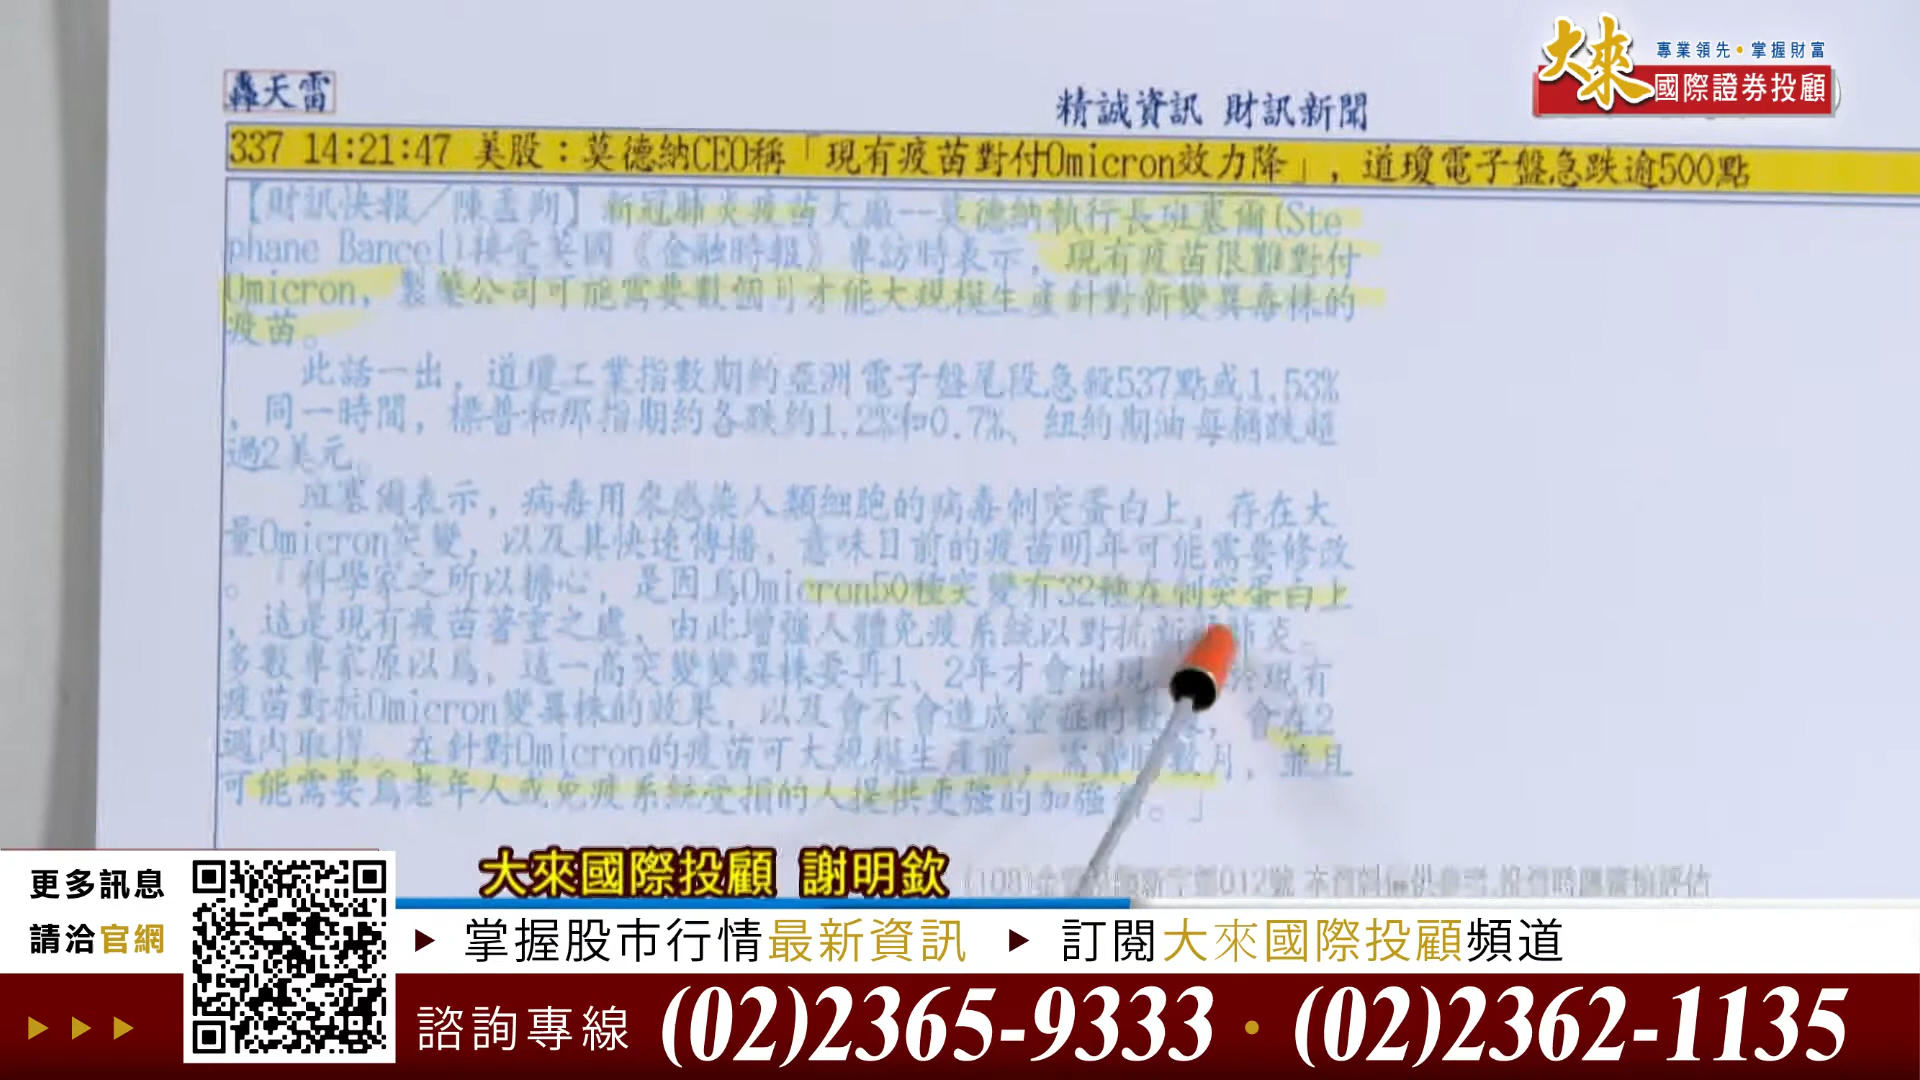 大來
專業領先•掌握財富
國際證券投顧
轟天雷
精誠資訊 財訊新聞
337 14:21:47 美股：莫德納CEO稱「現有疫苗對付Omicron效力降」，道瓊電子盤急跌逾500點
【財訊快報／陳孟朔】新冠肺炎疫苗大廠--莫德納執行長班塞爾(Ste
phane Bancel)接受英國《金融時報》專訪時表示，現有疫苗很難對付
Omicron，製藥公司可能需要數個月才能大規模生產針對新變異毒株的
疫苗。
此話一出，道瓊工業指數期約亞洲電子盤尾段急殺537點或1.53%
，同一時間，標普和那指期約各跌約1.2%和0.7%、紐約期油每桶跌超
過2美元。
班塞爾表示，病毒用來感染人類細胞的病毒刺突蛋白上，存在大
量Omicron突變，以及其快速傳播，意味目前的疫苗明年可能需要修改
。「科學家之所以擔心，是因為Omicron50種突變有32種在刺突蛋白上
，這是現有疫苗著重之處，由此增強人體免疫系統以對抗新 肺炎。
多數專家原以為，這一高突變變異株要再1、2年才會出現 現有
疫苗對抗Omicron變異株的效果，以及會不會造成重症的 ，會在2
週內取得。在針對Omicron的疫苗可大規模生產前，需費時數月，並且
可能需要為老年人或免疫系統受損的人提供更強的加強 。」
大來國際投顧 謝明欽
更多訊息
請洽官網
▶ 掌握股市行情最新資訊 ▶ 訂閱大來國際投顧頻道
諮詢專線 (02)2365-9333•(02)2362-1135